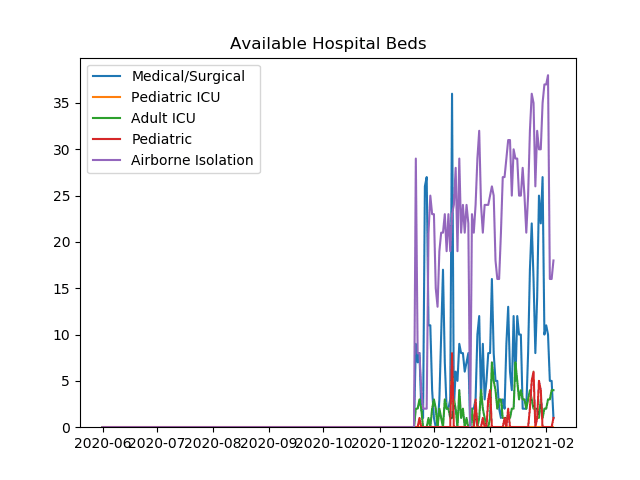 Available Hospital Beds
Medical/Surgical
Pediatric ICU
Adult ICU
Pediatric
Airborne Isolation
35
30
25
20
15
10
5
0
2020-06 2020-07 2020-08 2020-09 2020-10 2020-11 2020-12 2021-01 2021-02